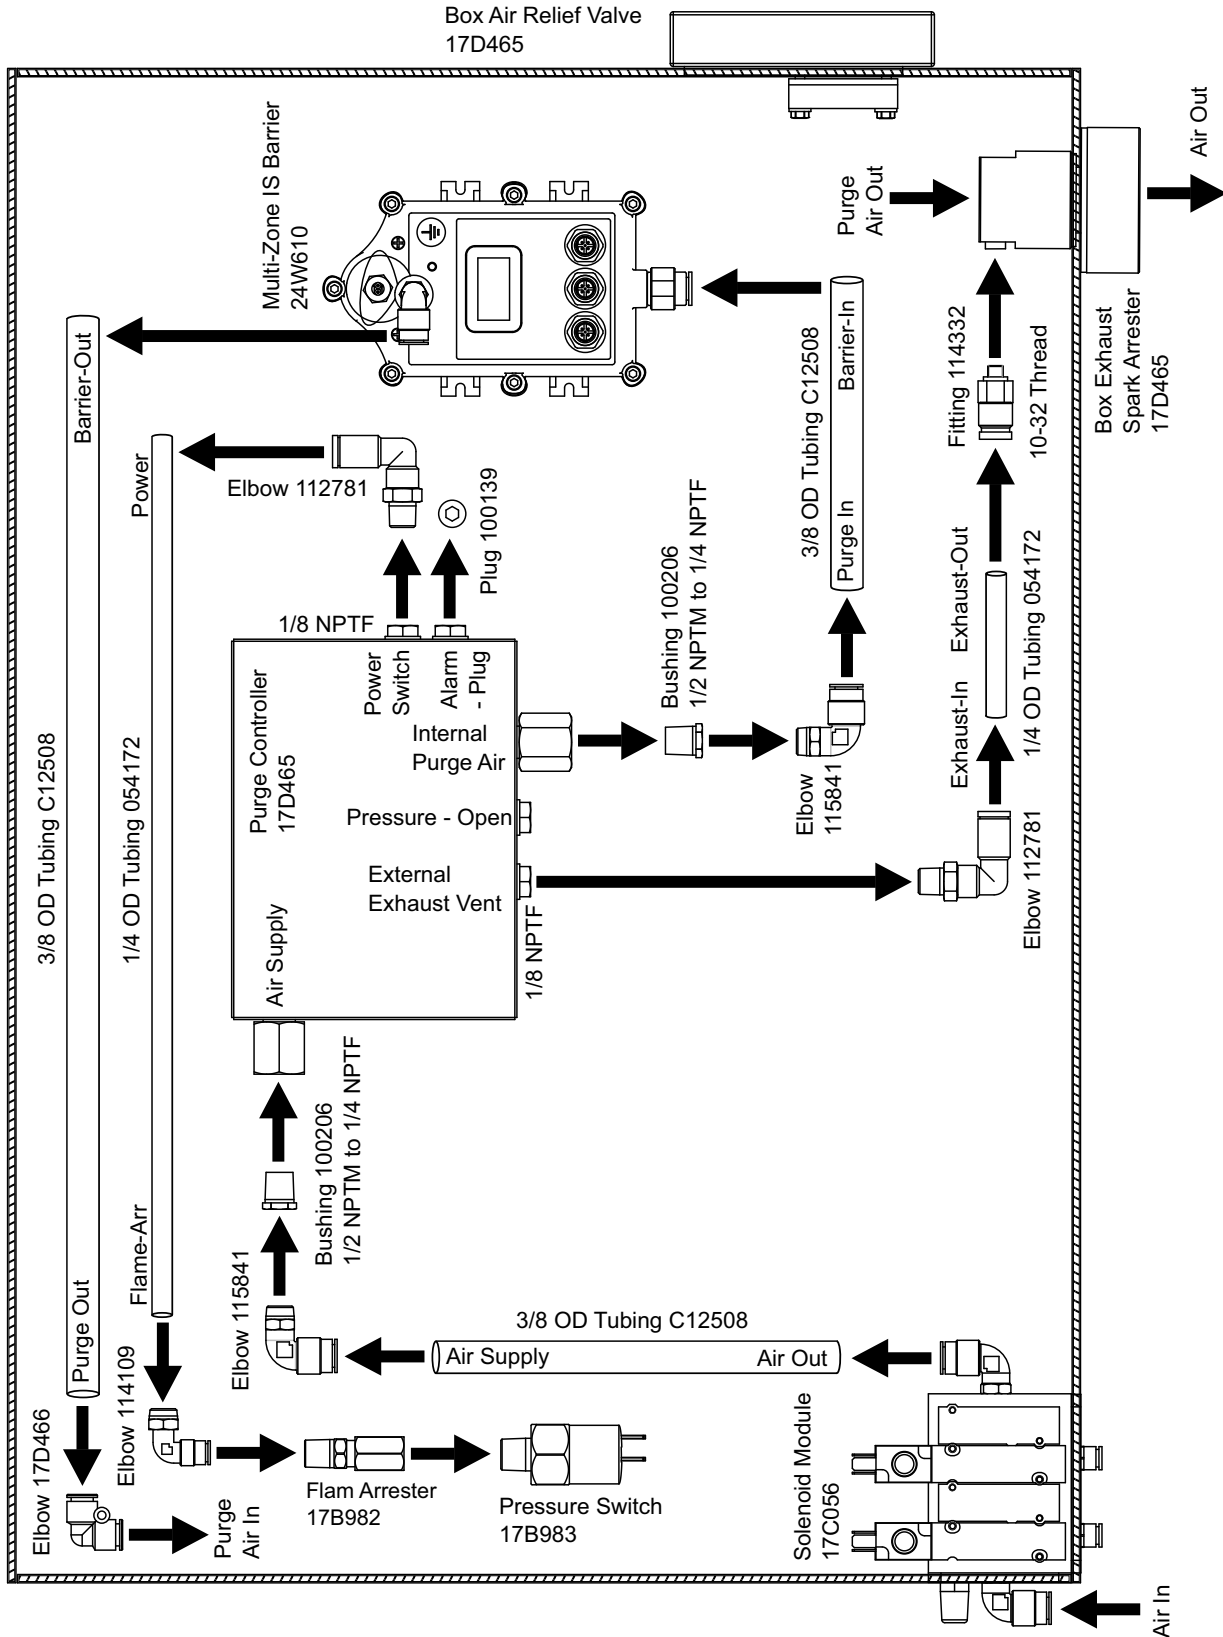 Box Air Relief Valve
17D465
Multi-Zone IS Barrier
24W610
Purge
Air Out
Air Out
Barrier-Out
Power
Elbow 112781
Plug 100139
1/8 NPTF
Power
Switch
Alarm
- Plug
Purge Controller
17D465
Internal
Purge Air
Pressure - Open
External
Exhaust Vent
1/8 NPTF
Air Supply
Bushing 100206
1/2 NPTM to 1/4 NPTF
Elbow
115841
3/8 OD Tubing C12508
Barrier-In
Purge In
Fitting 114332
10-32 Thread
Box Exhaust
Spark Arrester
17D465
Exhaust-Out
Exhaust-In
1/4 OD Tubing 054172
Elbow 112781
3/8 OD Tubing C12508
1/4 OD Tubing 054172
Bushing 100206
1/2 NPTM to 1/4 NPTF
Elbow 115841
Flame-Arr
Purge Out
3/8 OD Tubing C12508
Air Supply
Air Out
Elbow 17D466
Elbow 114109
Purge
Air In
Flam Arrester
17B982
Pressure Switch
17B983
Solenoid Module
17C056
Air In